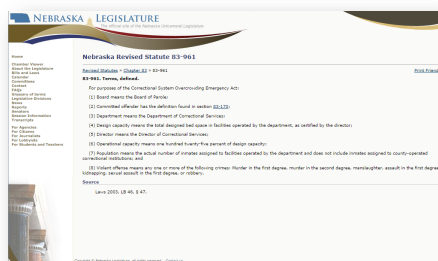 NEBRASKA LEGISLATURE
The official site of the Nebraska Unicameral Legislature
Home
Chamber Viewer
About the Legislature
Bills and Laws
Calendar
Committees
Contact
FAQs
Glossary of Terms
Legislative Divisions
News
Reports
Senators
Session Information
Transcripts
For Agencies
For Citizens
For Journalists
For Lobbyists
For Students and Teachers
Nebraska Revised Statute 83-961
Revised Statutes » Chapter 83 » 83-961
Print Friend
83-961. Terms, defined.
For purposes of the Correctional System Overcrowding Emergency Act:
(1) Board means the Board of Parole;
(2) Committed offender has the definition found in section 83-170;
(3) Department means the Department of Correctional Services;
(4) Design capacity means the total designed bed space in facilities operated by the department, as certified by the director;
(5) Director means the Director of Correctional Services;
(6) Operational capacity means one hundred twenty-five percent of design capacity;
(7) Population means the actual number of inmates assigned to facilities operated by the department and does not include inmates assigned to county-operated
correctional institutions; and
(8) Violent offense means any one or more of the following crimes: Murder in the first degree, murder in the second degree, manslaughter, assault in the first degree
kidnapping, sexual assault in the first degree, or robbery.
Source
Laws 2003, LB 46, § 47.